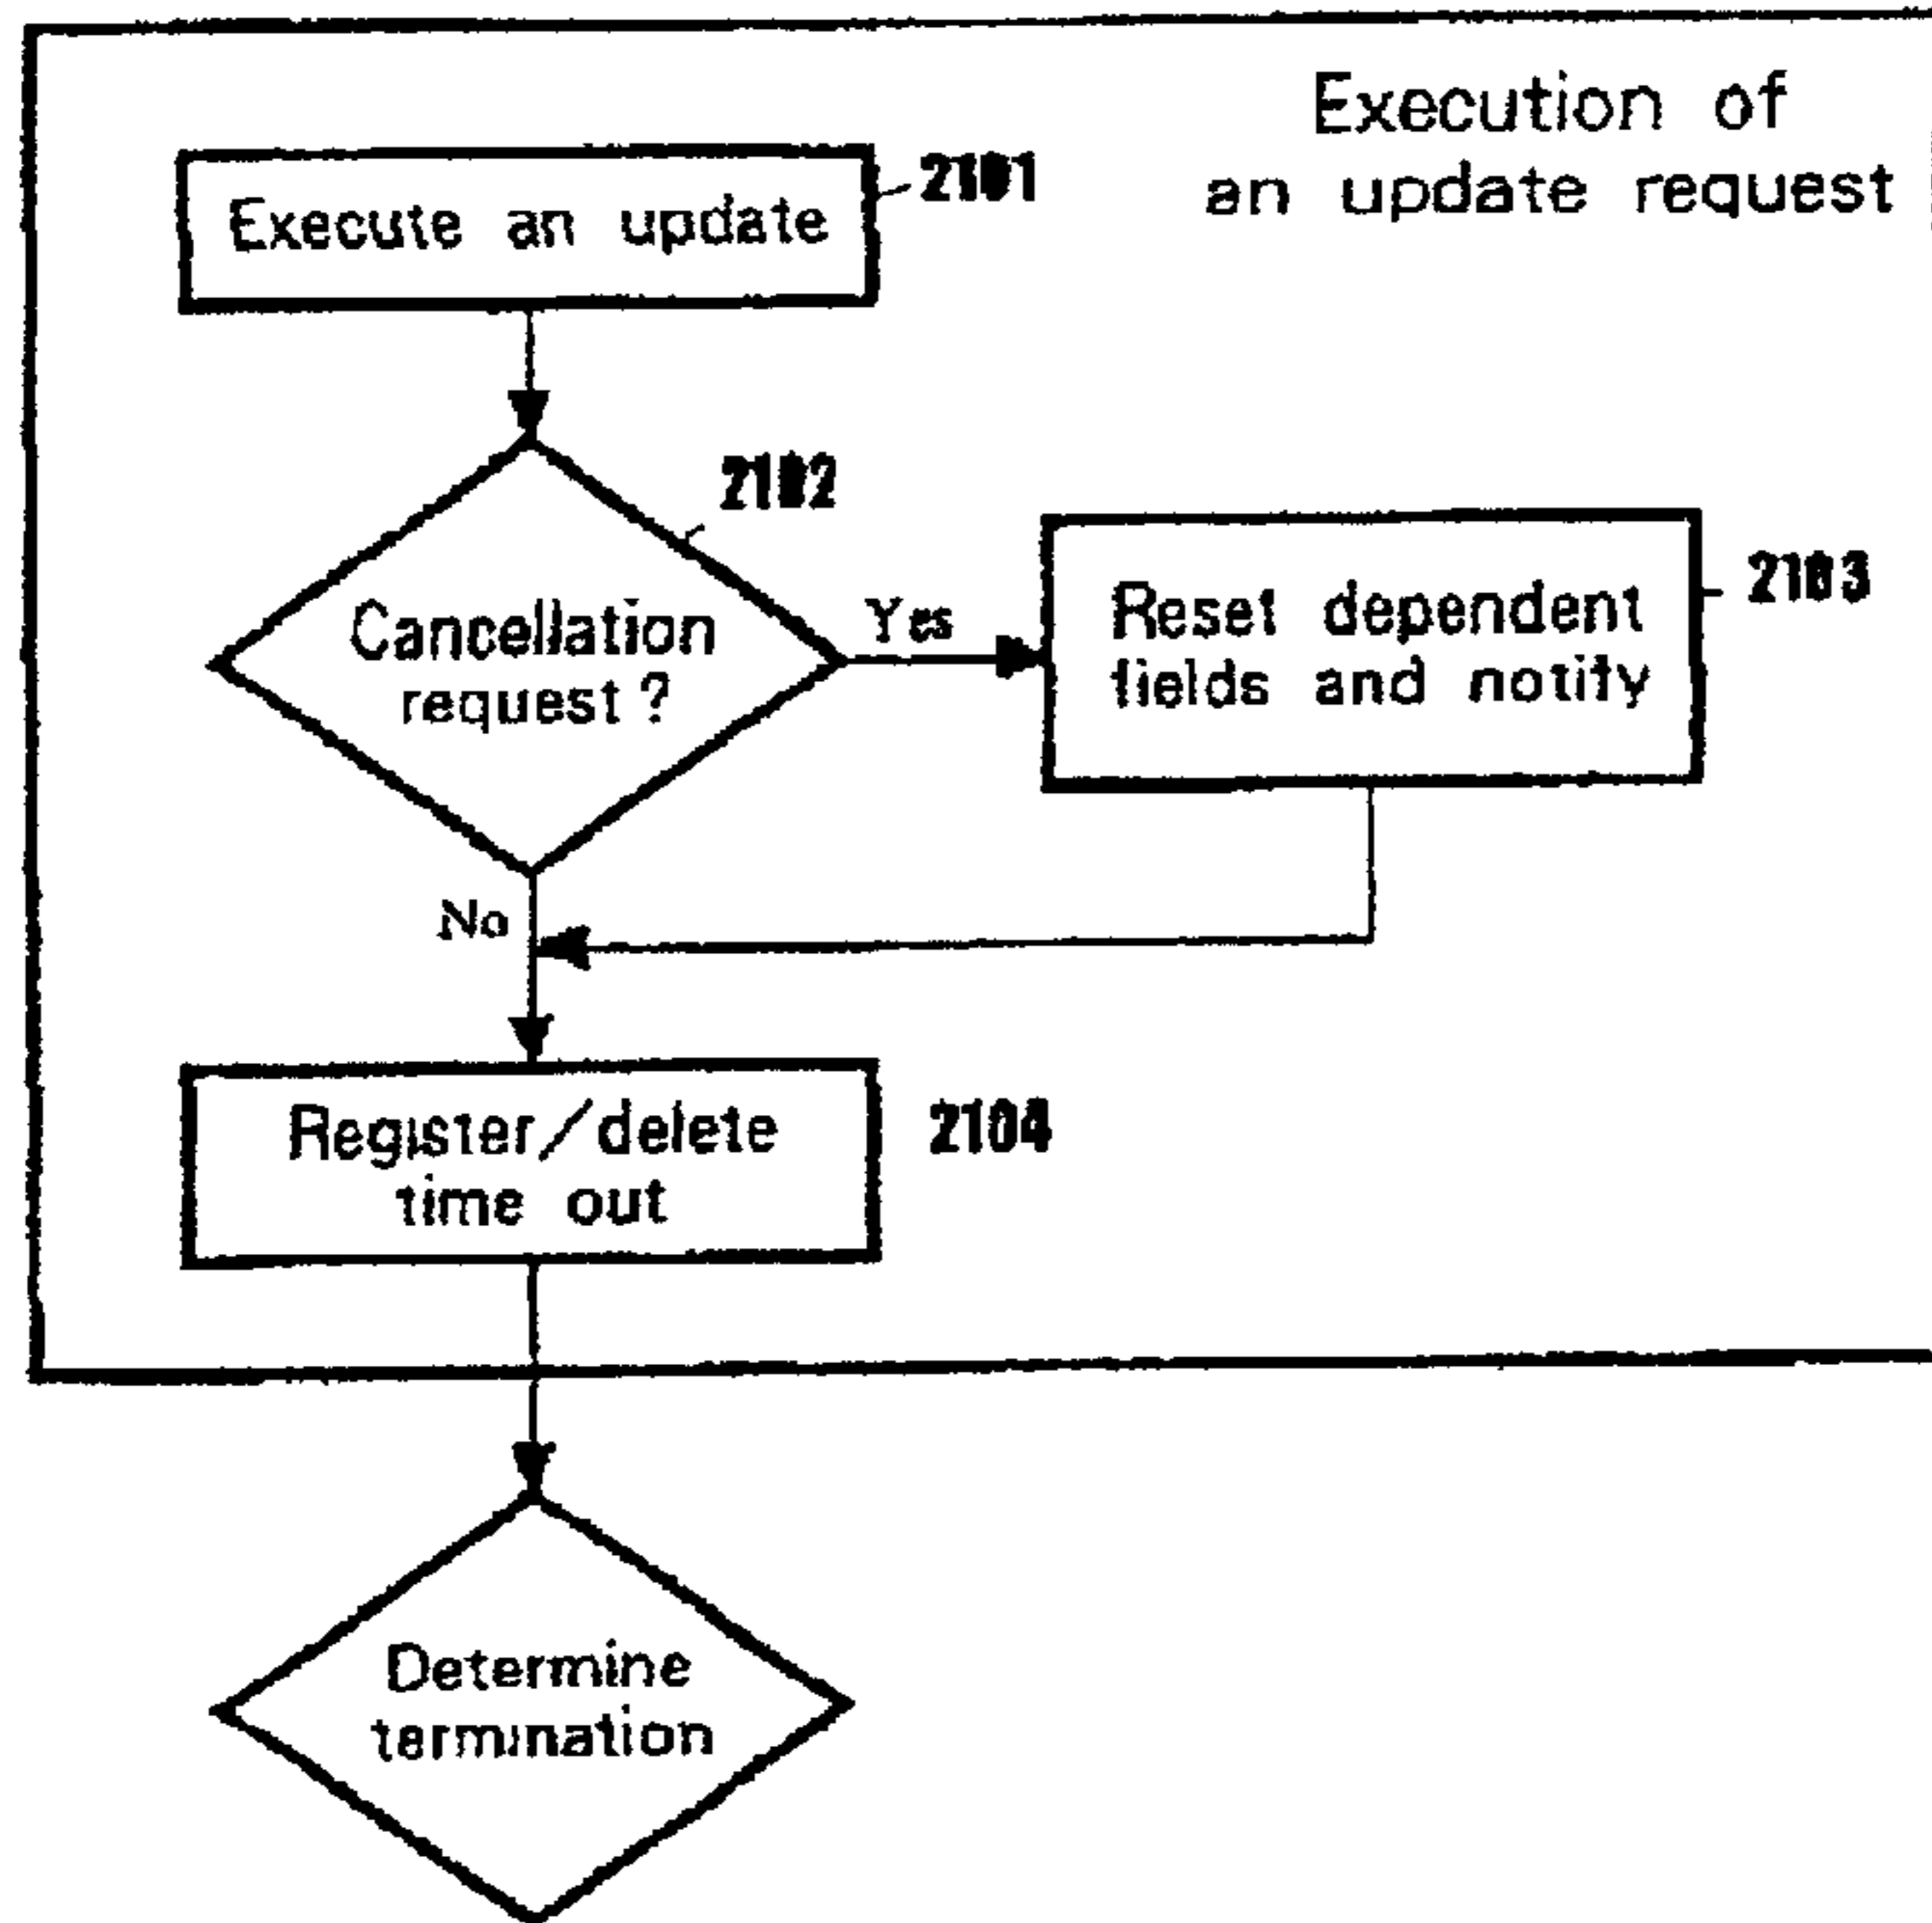 Execution of
an update request
Execute an update
2101
2102
Cancellation
request ?
Yes
Reset dependent
fields and notify
2103
No
Register/delete
time out
2104
Determine
termination